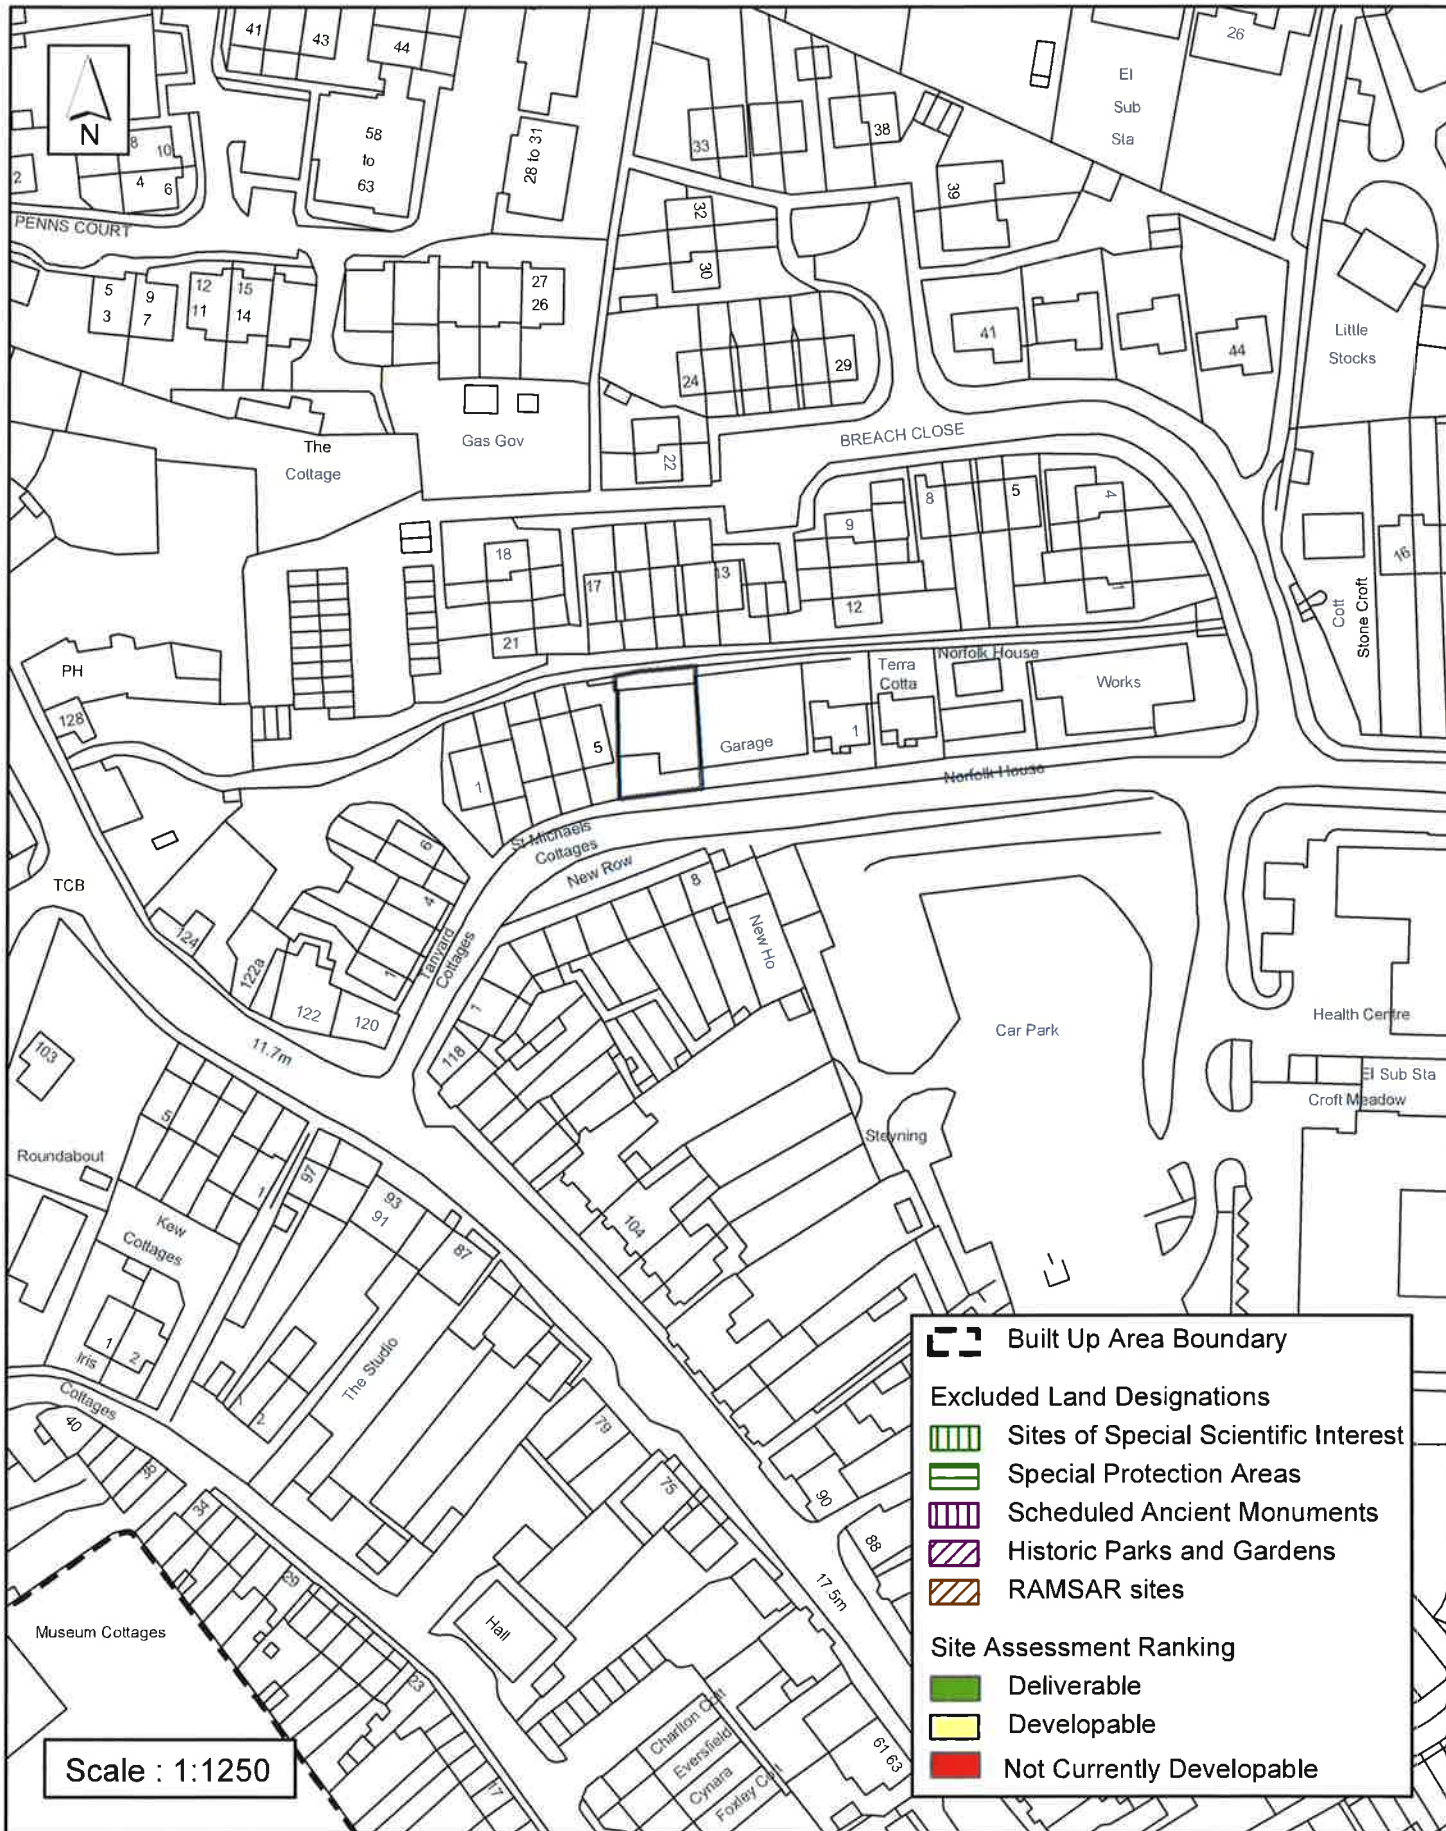 41
43
44
26
El
Sub
Sta
N
58
to
63
28 to 31
33
38
8
10
2
4
6
39
32
30
PENNS COURT
5
9
3
7
12
15
11
14
27
26
41
44
Little
Stocks
24
29
BREACH CLOSE
Gas Gov
The
Cottage
22
8
5
4
9
18
17
13
12
1
16
21
Cott
Stone Croft
PH
128
Terra
Cotta
Norfolk House
Works
5
Garage
1
1
Norfolk House
St Michaels
Cottages
New Row
6
8
TCB
4
New Ho
124
Tanyard
Cottages
122a
1
1
122
120
118
11.7m
103
Car Park
Health Centre
El Sub Sta
Croft Meadow
5
Steyning
Roundabout
1
97
93
91
87
104
Kew
Cottages
1
2
Iris
The Studio
Cottages
2
40
38
79
75
90
88
34
29
17.5m
Museum Cottages
Hall
23
17
Charlton Cott
Eversfield
Cynara
Foxley Cott
61 63
Scale : 1:1250
Built Up Area Boundary
Excluded Land Designations
Sites of Special Scientific Interest
Special Protection Areas
Scheduled Ancient Monuments
Historic Parks and Gardens
RAMSAR sites
Site Assessment Ranking
Deliverable
Developable
Not Currently Developable